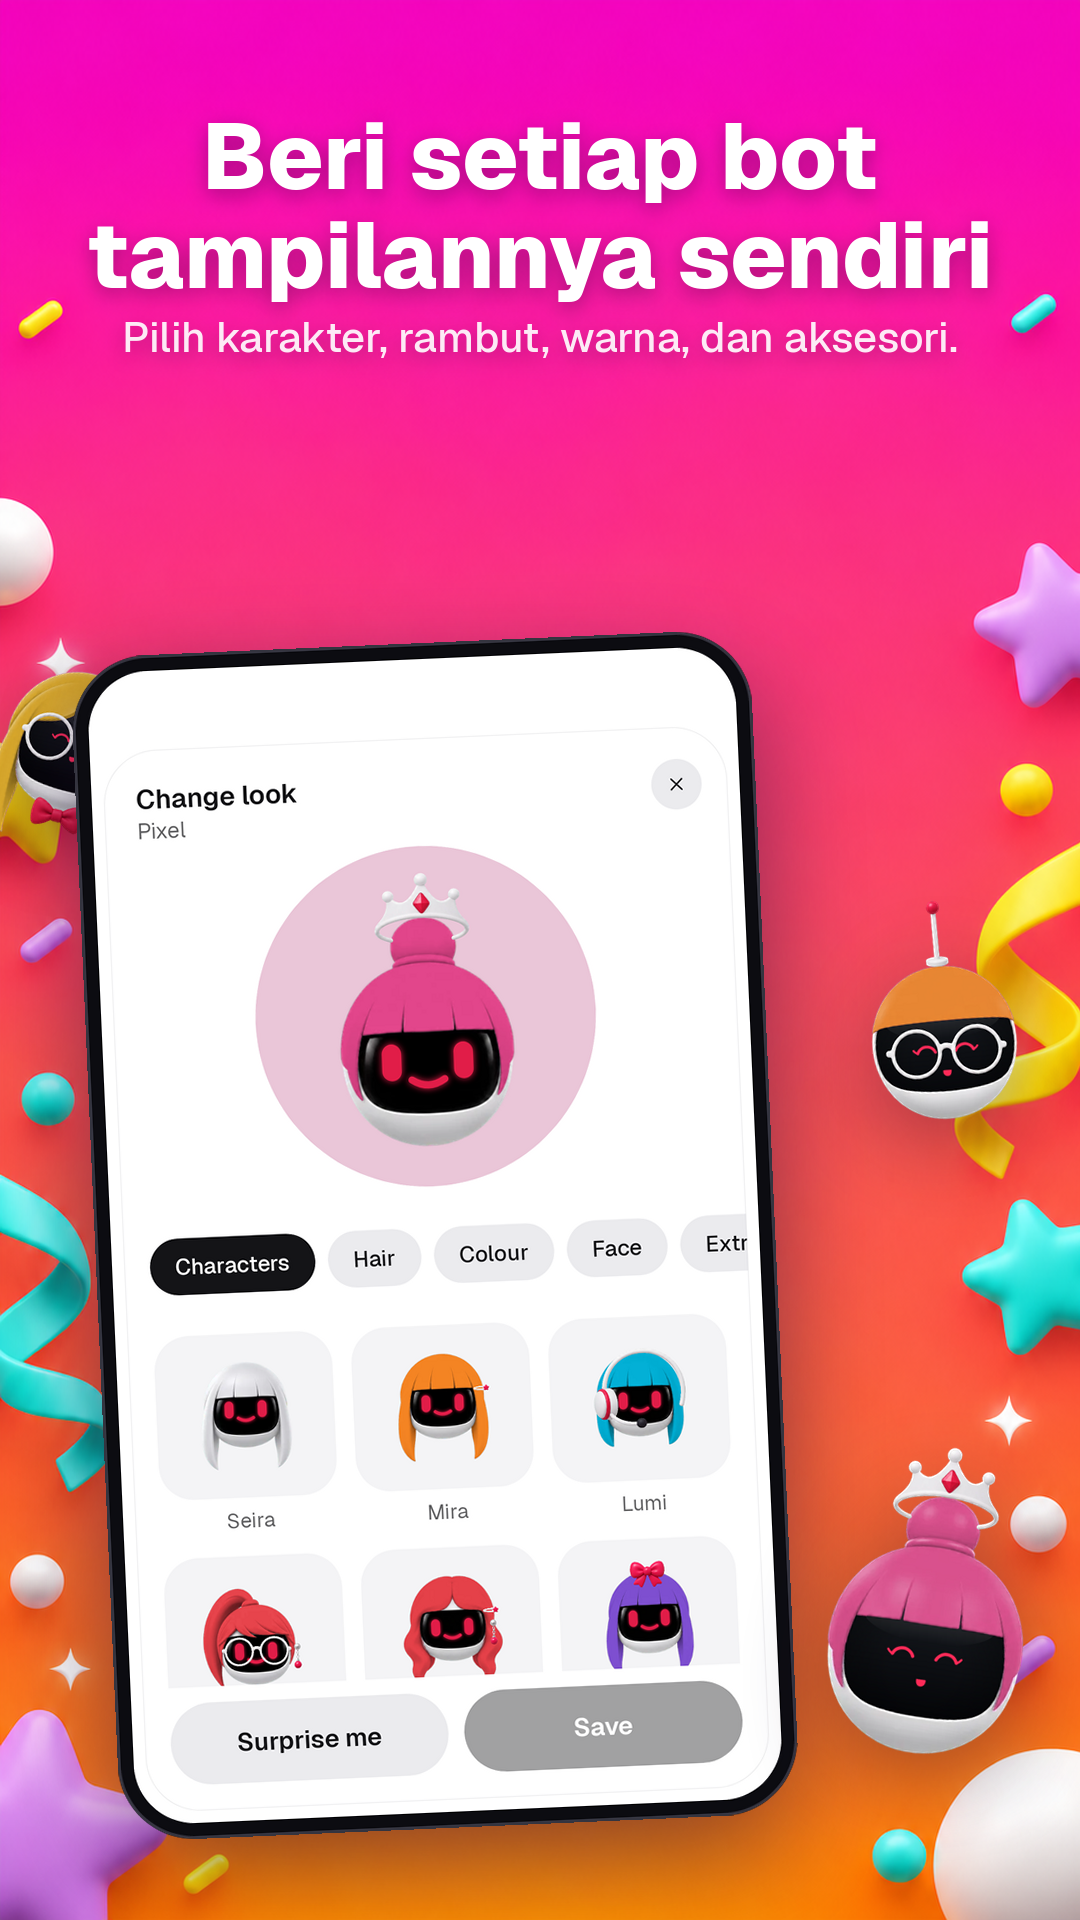 Beri setiap bot
tampilannya sendiri
Pilih karakter, rambut, warna, dan aksesori.
Change look
Pixel
Characters
Hair
Colour
Face
Extr
Seira
Mira
Lumi
Surprise me
Save